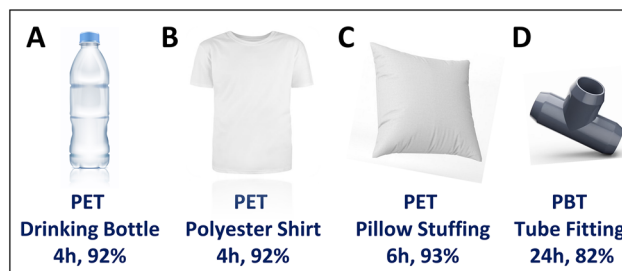 A
B
C
D
PET
Drinking Bottle
4h, 92%
PET
Polyester Shirt
4h, 92%
PET
Pillow Stuffing
6h, 93%
PBT
Tube Fitting
24h, 82%